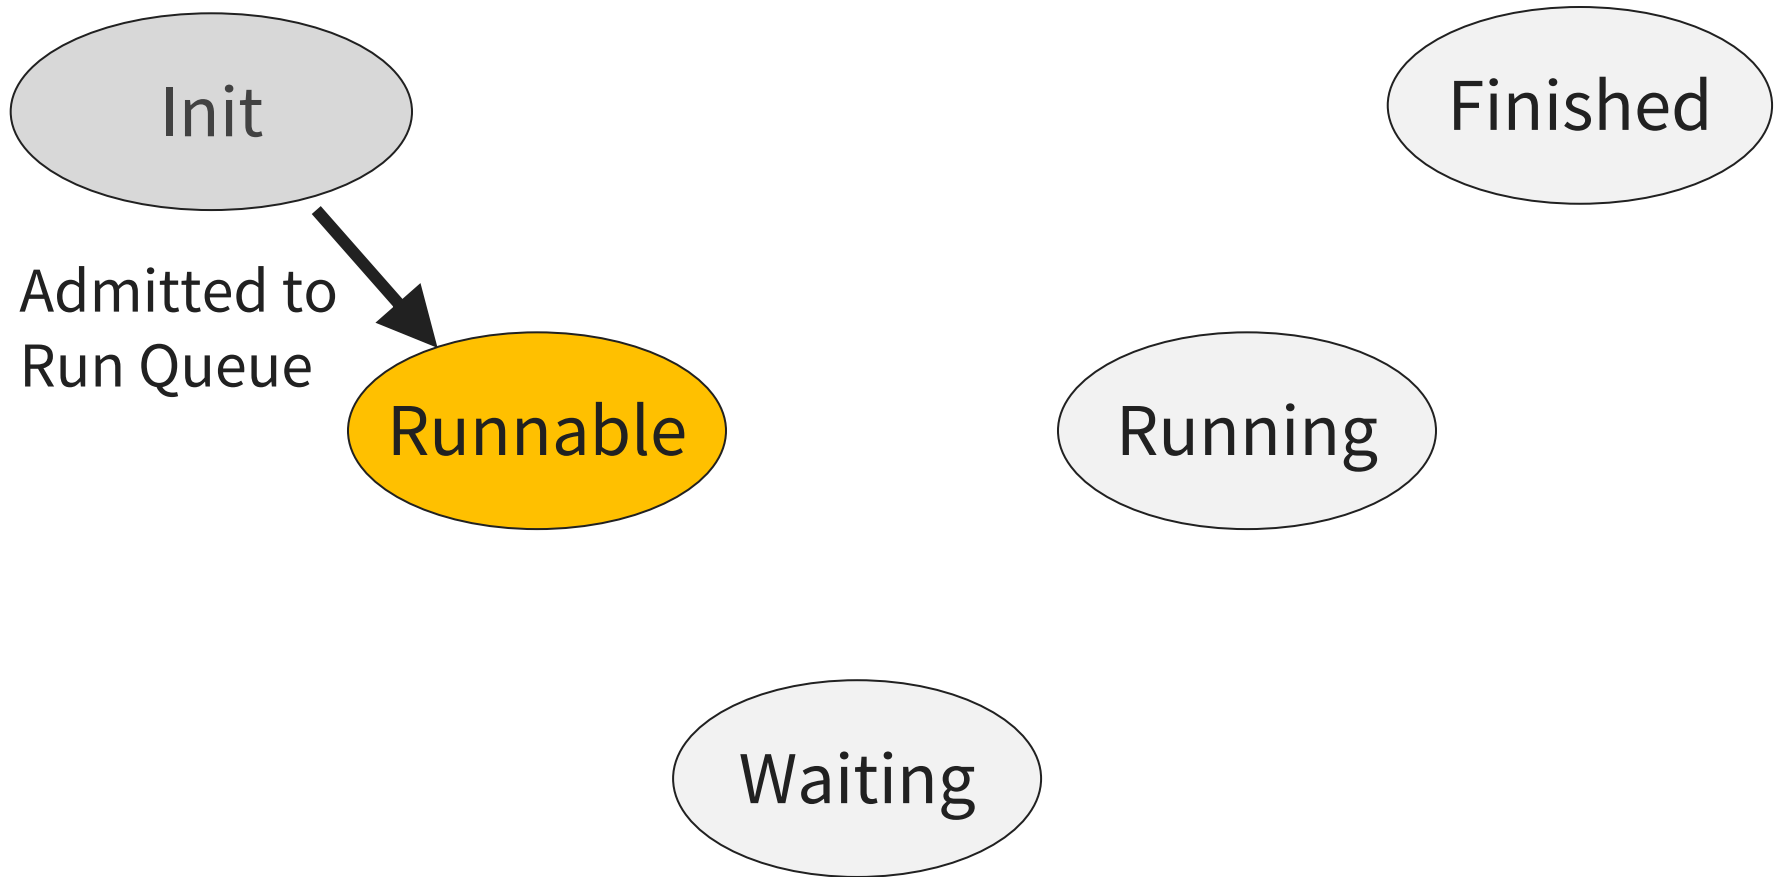 Init
Finished
Admitted to
Run Queue
Runnable
Running
Waiting